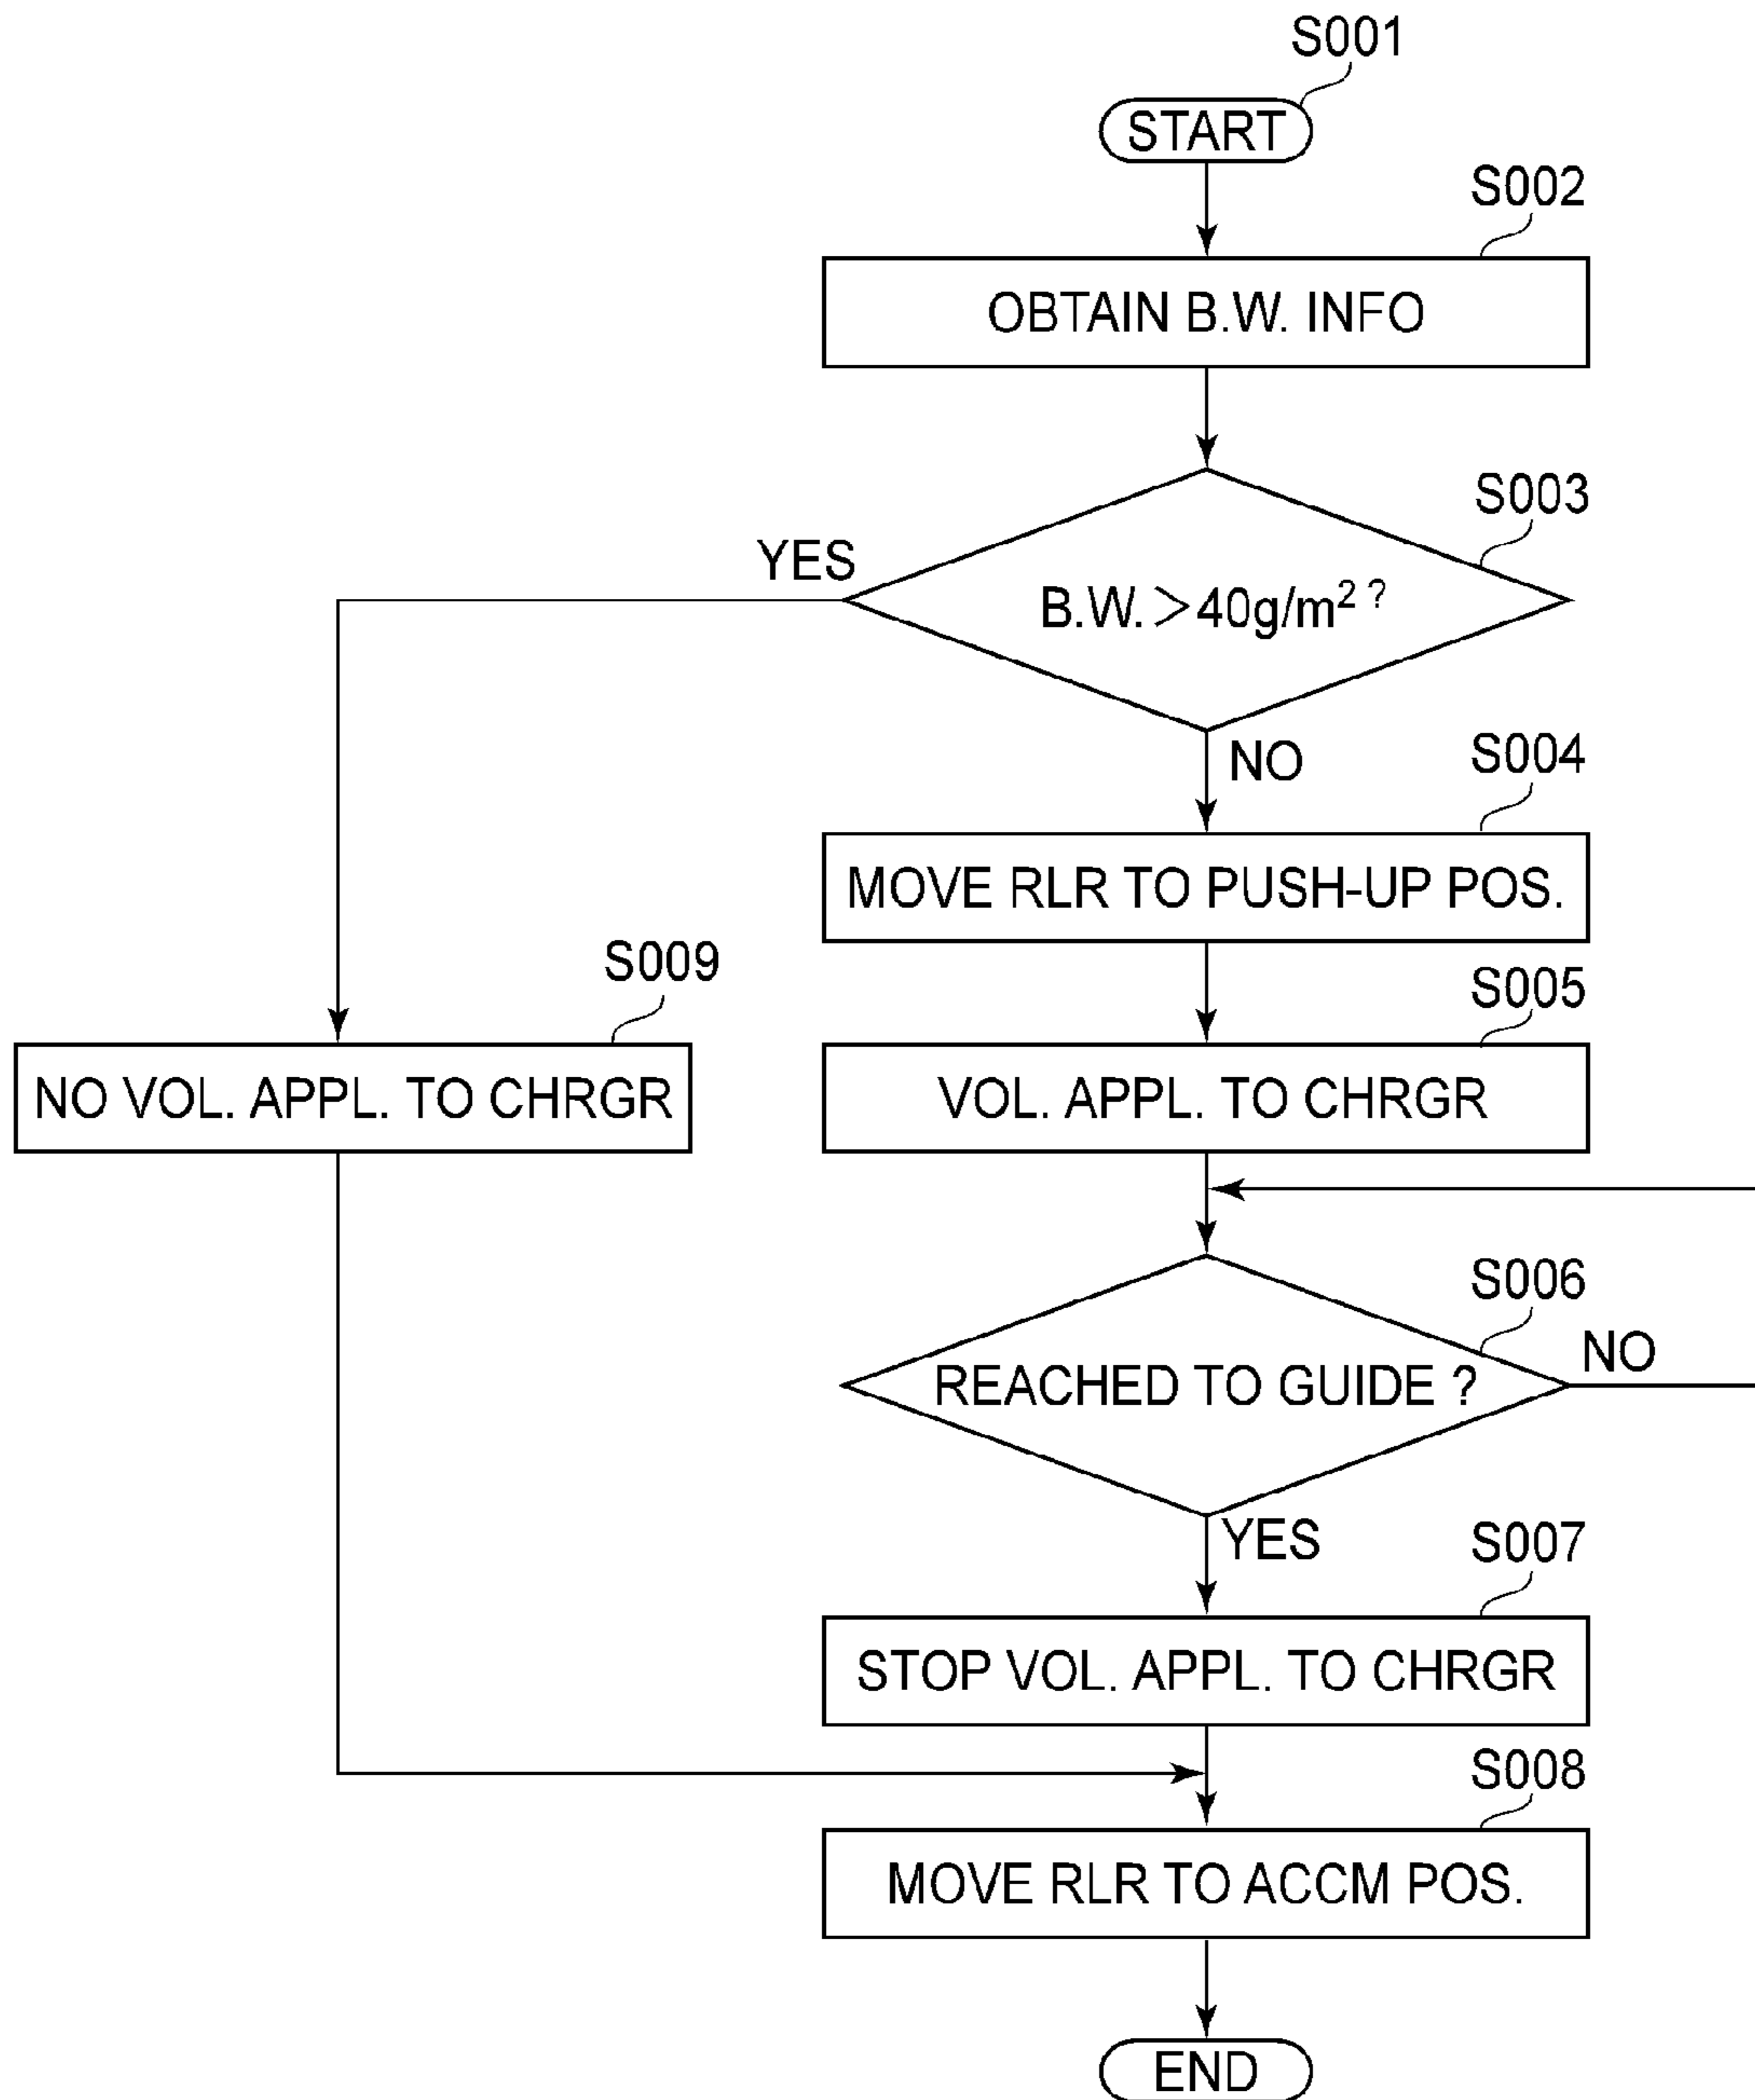 S001
START
S002
OBTAIN B.W. INFO
S003
YES
B.W. >40g/m² ?
NO
S004
MOVE RLR TO PUSH-UP POS.
S009
S005
NO VOL. APPL. TO CHRGR
VOL. APPL. TO CHRGR
S006
NO
REACHED TO GUIDE ?
YES
S007
STOP VOL. APPL. TO CHRGR
S008
MOVE RLR TO ACCM POS.
END